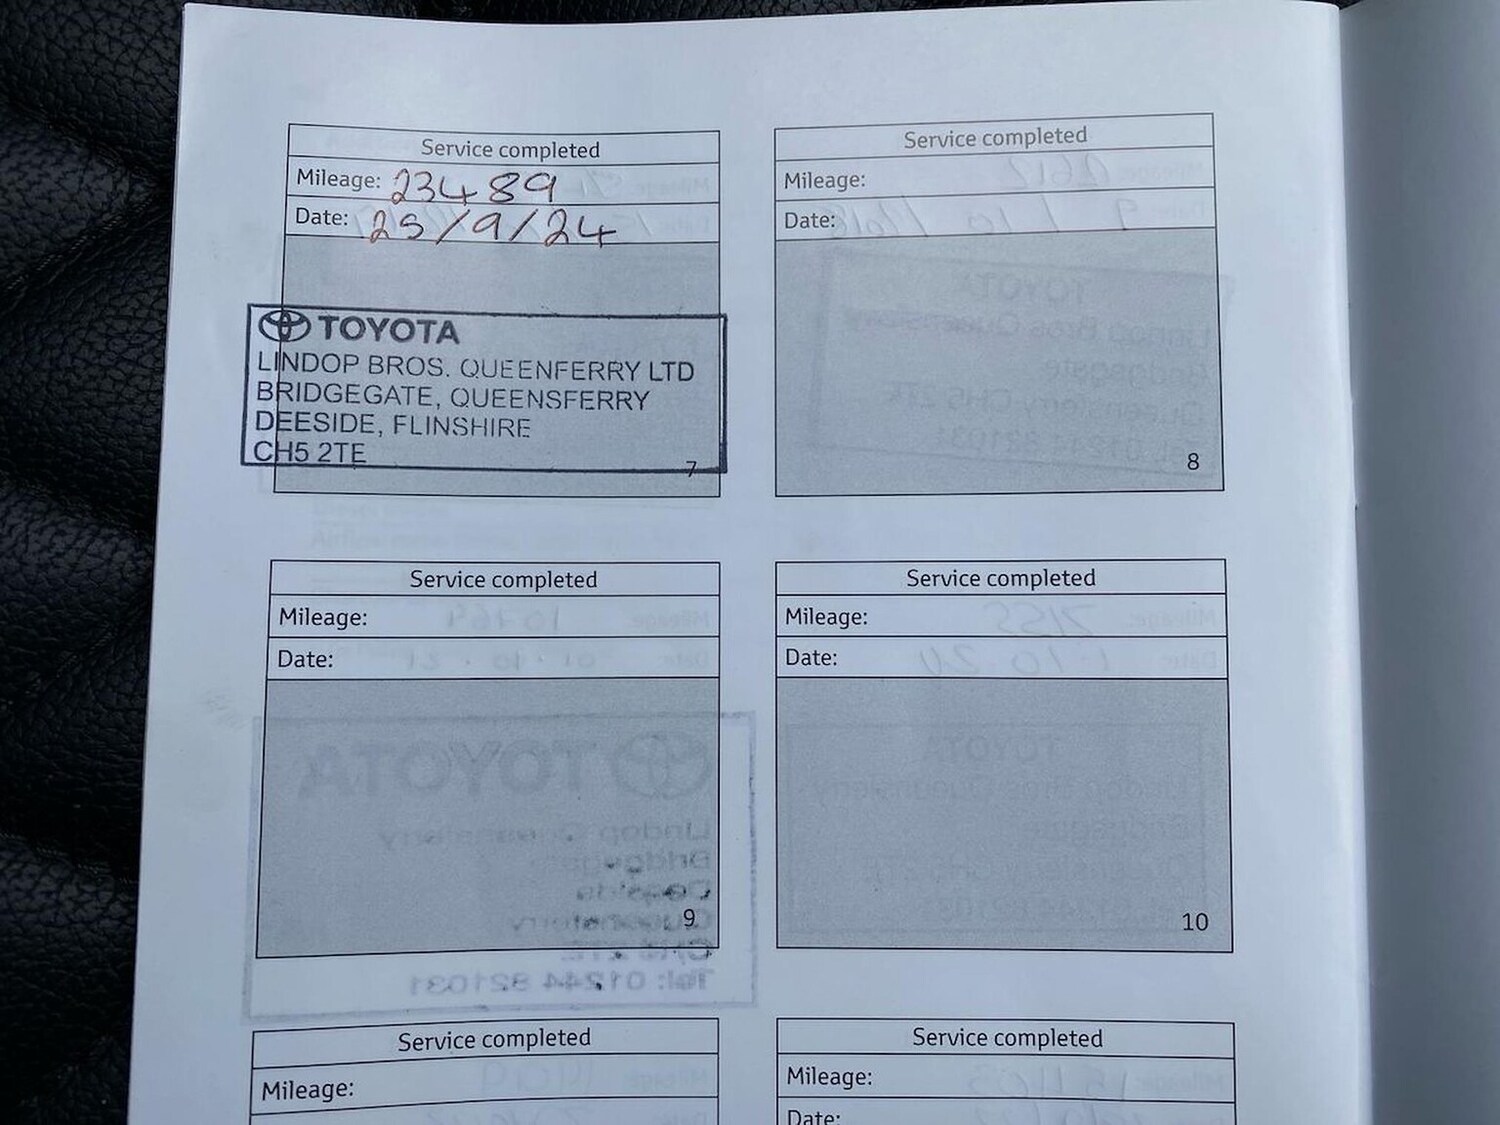 Service completed
Mileage: 23489
Date: 25/9/24
TOYOTA
LINDOP BROS. QUEENFERRY LTD
BRIDGEGATE, QUEENSFERRY
DEESIDE, FLINSHIRE
CH5 2TE
7
Service completed
Mileage:
Date:
8
Service completed
Mileage:
Date:
9
Service completed
Mileage:
Date:
10
Service completed
Mileage:
Service completed
Mileage:
Date: